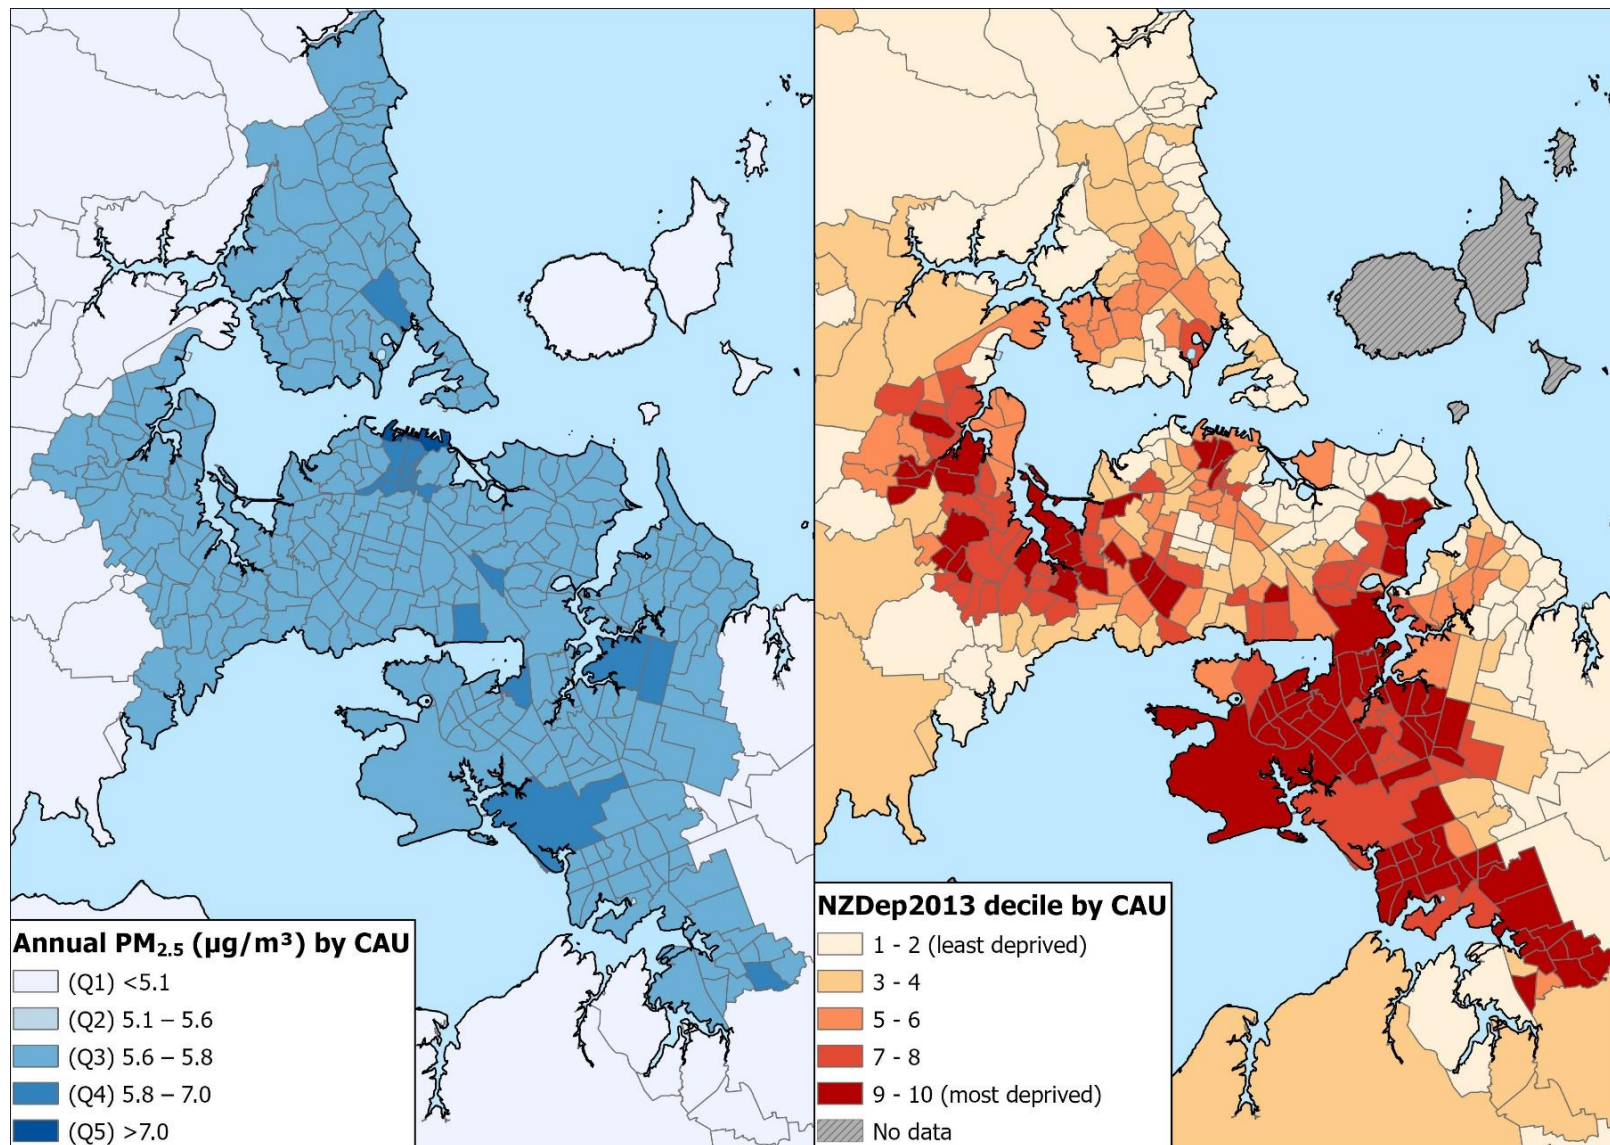 Annual PM₂.₅ (µg/m³) by CAU
(Q1) <5.1
(Q2) 5.1 – 5.6
(Q3) 5.6 – 5.8
(Q4) 5.8 – 7.0
(Q5) >7.0
NZDep2013 decile by CAU
1 - 2 (least deprived)
3 - 4
5 - 6
7 - 8
9 - 10 (most deprived)
No data